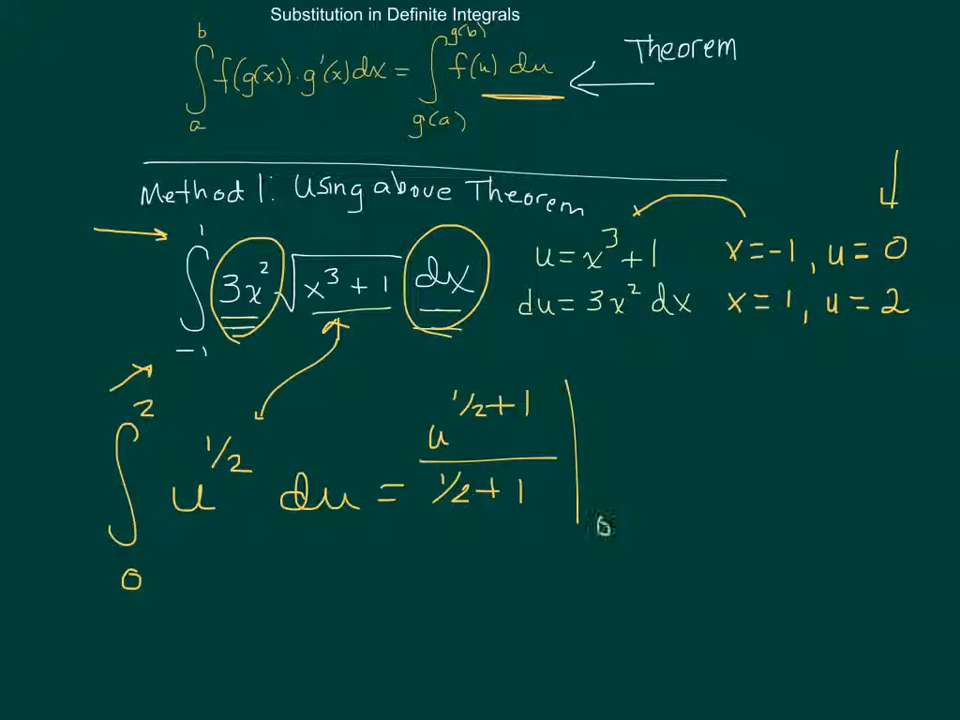 Substitution in Definite Integrals
∫_a^b f(g(x))·g'(x)dx = ∫_{g(a)}^{g(b)} f(u) du ← Theorem
Method 1: Using above Theorem
∫_{-1}^{1} 3x² √(x³ + 1) dx
u = x³ + 1
x = -1, u = 0
du = 3x² dx
x = 1, u = 2
∫_0^2 u^{1/2} du = u^{1/2+1} / (1/2 + 1) |_0